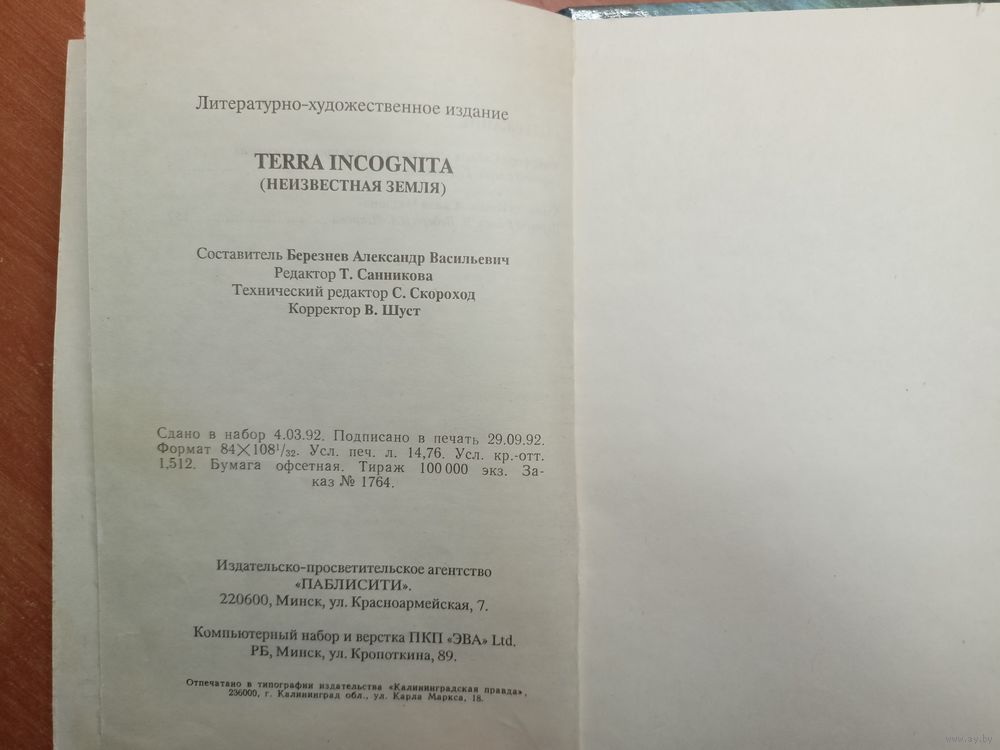 Литературно-художественное издание
TERRA INCOGNITA
(НЕИЗВЕСТНАЯ ЗЕМЛЯ)
Составитель Березнев Александр Васильевич
Редактор Т. Санникова
Технический редактор С. Скороход
Корректор В. Шуст
Сдано в набор 4.03.92. Подписано в печать 29.09.92.
Формат 84×108¹/₃₂. Усл. печ. л. 14,76. Усл. кр.-отт.
1,512. Бумага офсетная. Тираж 100 000 экз. За-
каз № 1764.
Издательско-просветительское агентство
«ПАБЛИСИТИ».
220600, Минск, ул. Красноармейская, 7.
Компьютерный набор и верстка ПКП «ЭВА» Ltd.
РБ, Минск, ул. Кропоткина, 89.
Отпечатано в типографии издательства «Калининградская правда»,
236000, г. Калининград обл., ул. Карла Маркса, 18.
www.ay.by